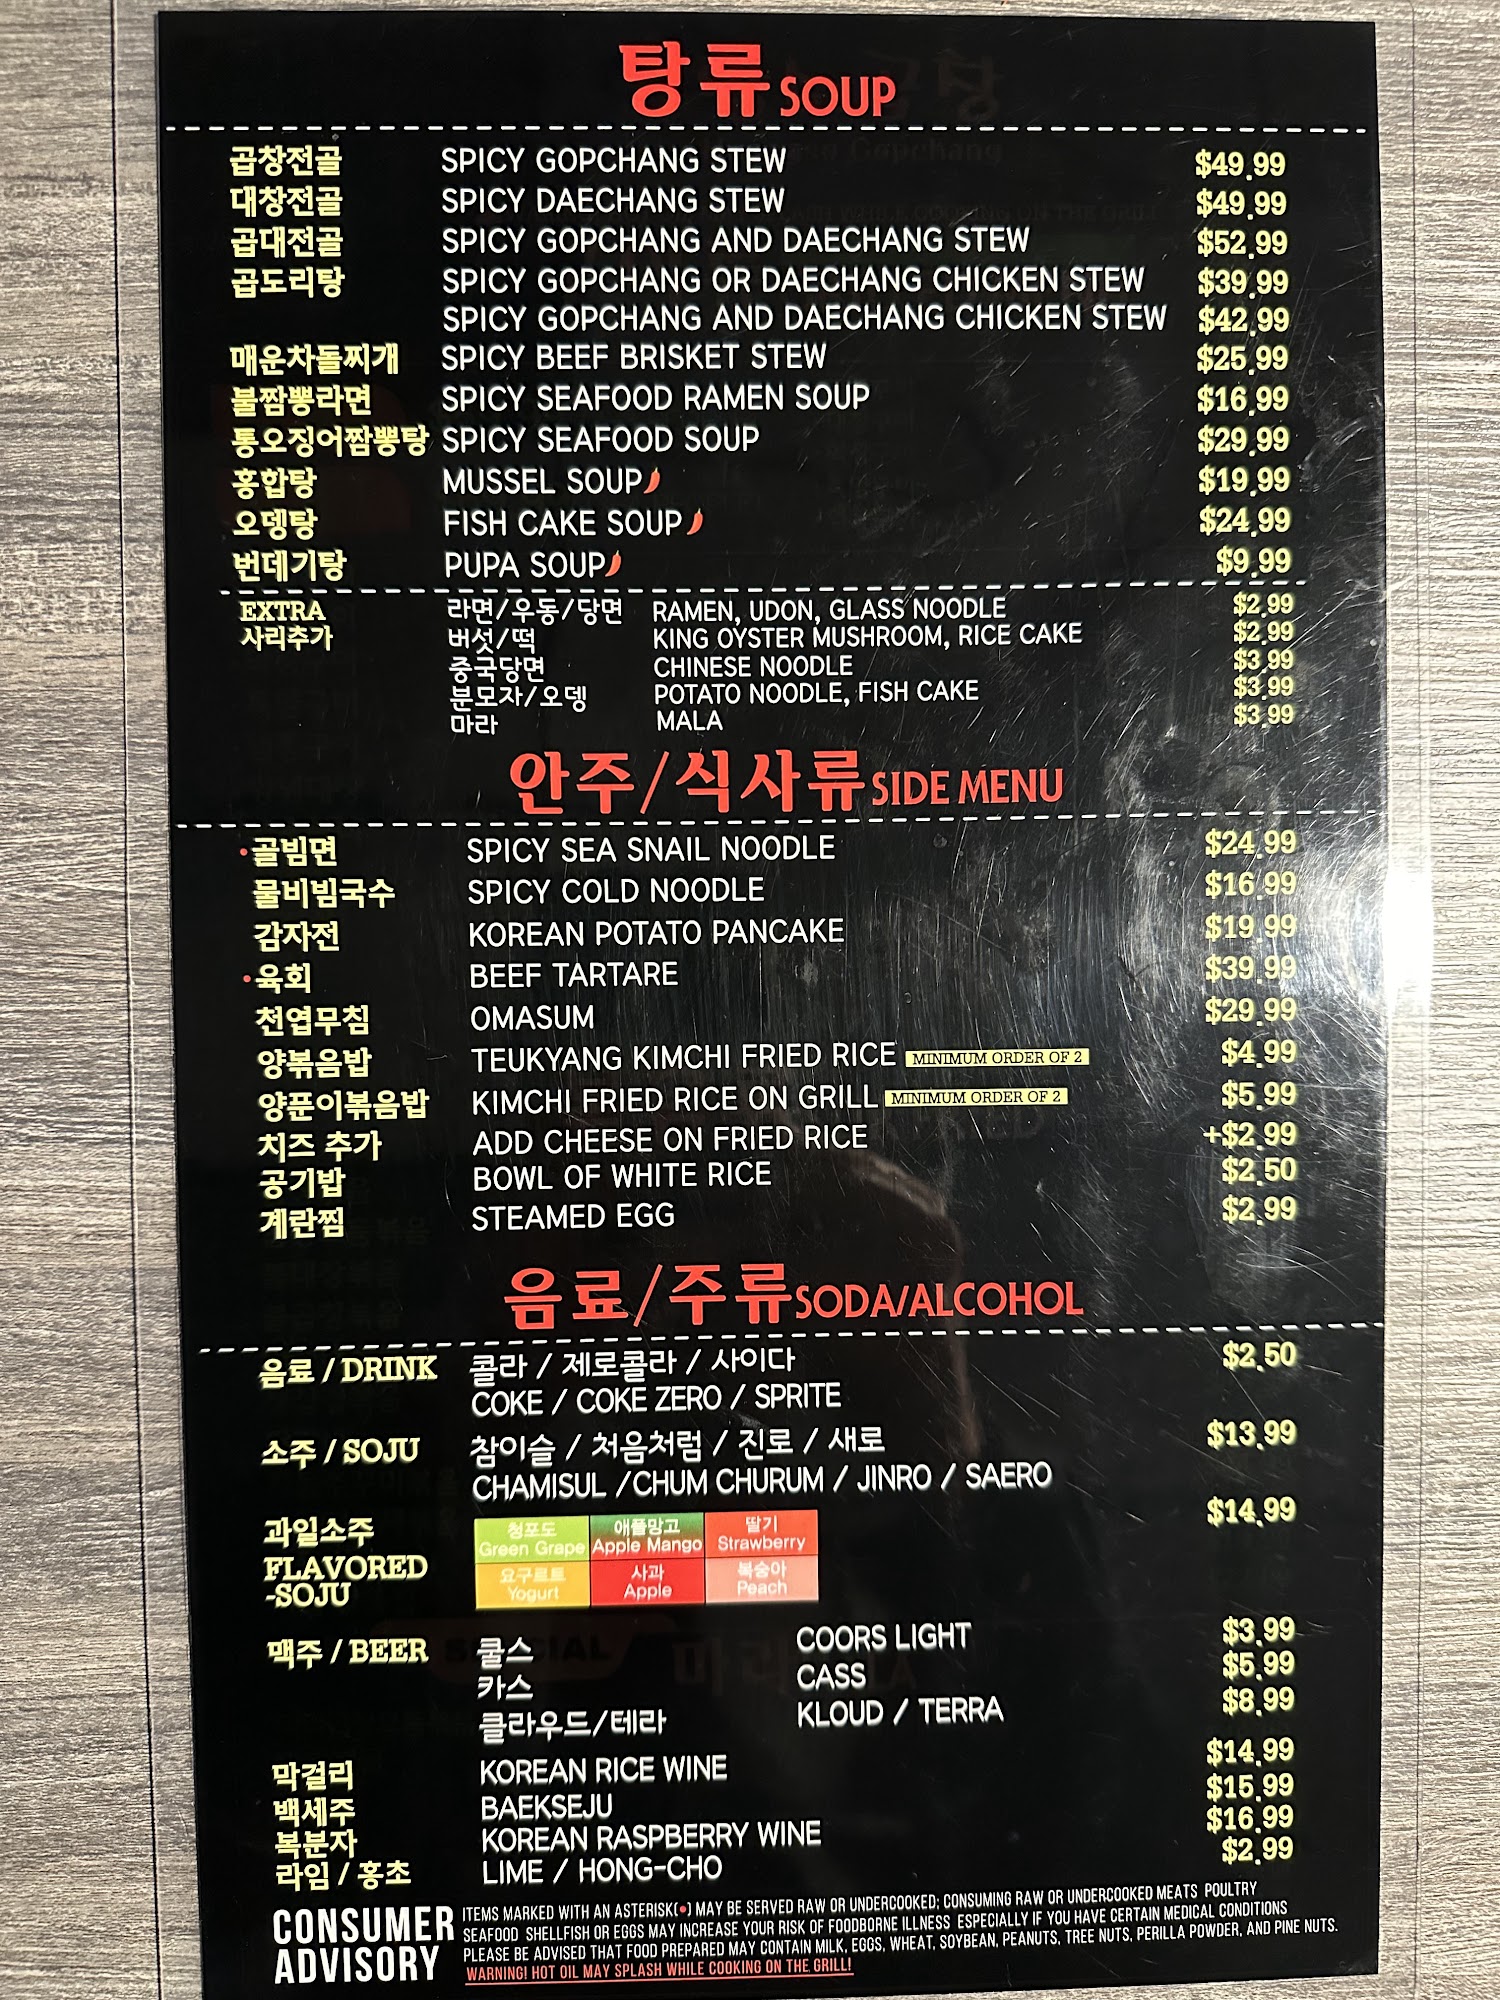 탕류 SOUP
곱창전골 SPICY GOPCHANG STEW $49.99
대창전골 SPICY DAECHANG STEW $49.99
곱대전골 SPICY GOPCHANG AND DAECHANG STEW $52.99
곱도리탕 SPICY GOPCHANG OR DAECHANG CHICKEN STEW $39.99
SPICY GOPCHANG AND DAECHANG CHICKEN STEW $42.99
매운차돌찌개 SPICY BEEF BRISKET STEW $25.99
불짬뽕라면 SPICY SEAFOOD RAMEN SOUP $16.99
통오징어짬뽕탕 SPICY SEAFOOD SOUP $29.99
홍합탕 MUSSEL SOUP $19.99
오뎅탕 FISH CAKE SOUP $24.99
번데기탕 PUPA SOUP $9.99
EXTRA 라면/우동/당면 RAMEN, UDON, GLASS NOODLE $2.99
사리추가 버섯/떡 KING OYSTER MUSHROOM, RICE CAKE $2.99
중국당면 CHINESE NOODLE $3.99
분모자/오뎅 POTATO NOODLE, FISH CAKE $3.99
마라 MALA $3.99
안주/식사류 SIDE MENU
•골빔면 SPICY SEA SNAIL NOODLE $24.99
물비빔국수 SPICY COLD NOODLE $16.99
감자전 KOREAN POTATO PANCAKE $19.99
•육회 BEEF TARTARE $39.99
천엽무침 OMASUM $29.99
양볶음밥 TEUKYANG KIMCHI FRIED RICE MINIMUM ORDER OF 2 $4.99
양푼이볶음밥 KIMCHI FRIED RICE ON GRILL MINIMUM ORDER OF 2 $5.99
치즈 추가 ADD CHEESE ON FRIED RICE +$2.99
공기밥 BOWL OF WHITE RICE $2.50
계란찜 STEAMED EGG $2.99
음료/주류 SODA/ALCOHOL
음료 / DRINK 콜라 / 제로콜라 / 사이다 $2.50
COKE / COKE ZERO / SPRITE
소주 / SOJU 참이슬 / 처음처럼 / 진로 / 새로 $13.99
CHAMISUL /CHUM CHURUM / JINRO / SAERO
과일소주 청포도 애플망고 딸기 $14.99
Green Grape Apple Mango Strawberry
FLAVORED 요구르트 사과 복숭아
-SOJU Yogurt Apple Peach
맥주 / BEER 쿨스 COORS LIGHT $3.99
카스 CASS $5.99
클라우드/테라 KLOUD / TERRA $8.99
막걸리 KOREAN RICE WINE $14.99
백세주 BAEKSEJU $15.99
복분자 KOREAN RASPBERRY WINE $16.99
라임 / 홍초 LIME / HONG-CHO $2.99
CONSUMER ADVISORY
ITEMS MARKED WITH AN ASTERISK(•) MAY BE SERVED RAW OR UNDERCOOKED; CONSUMING RAW OR UNDERCOOKED MEATS POULTRY
SEAFOOD SHELLFISH OR EGGS MAY INCREASE YOUR RISK OF FOODBORNE ILLNESS ESPECIALLY IF YOU HAVE CERTAIN MEDICAL CONDITIONS
PLEASE BE ADVISED THAT FOOD PREPARED MAY CONTAIN MILK, EGGS, WHEAT, SOYBEAN, PEANUTS, TREE NUTS, PERILLA POWDER, AND PINE NUTS.
WARNING! HOT OIL MAY SPLASH WHILE COOKING ON THE GRILL!